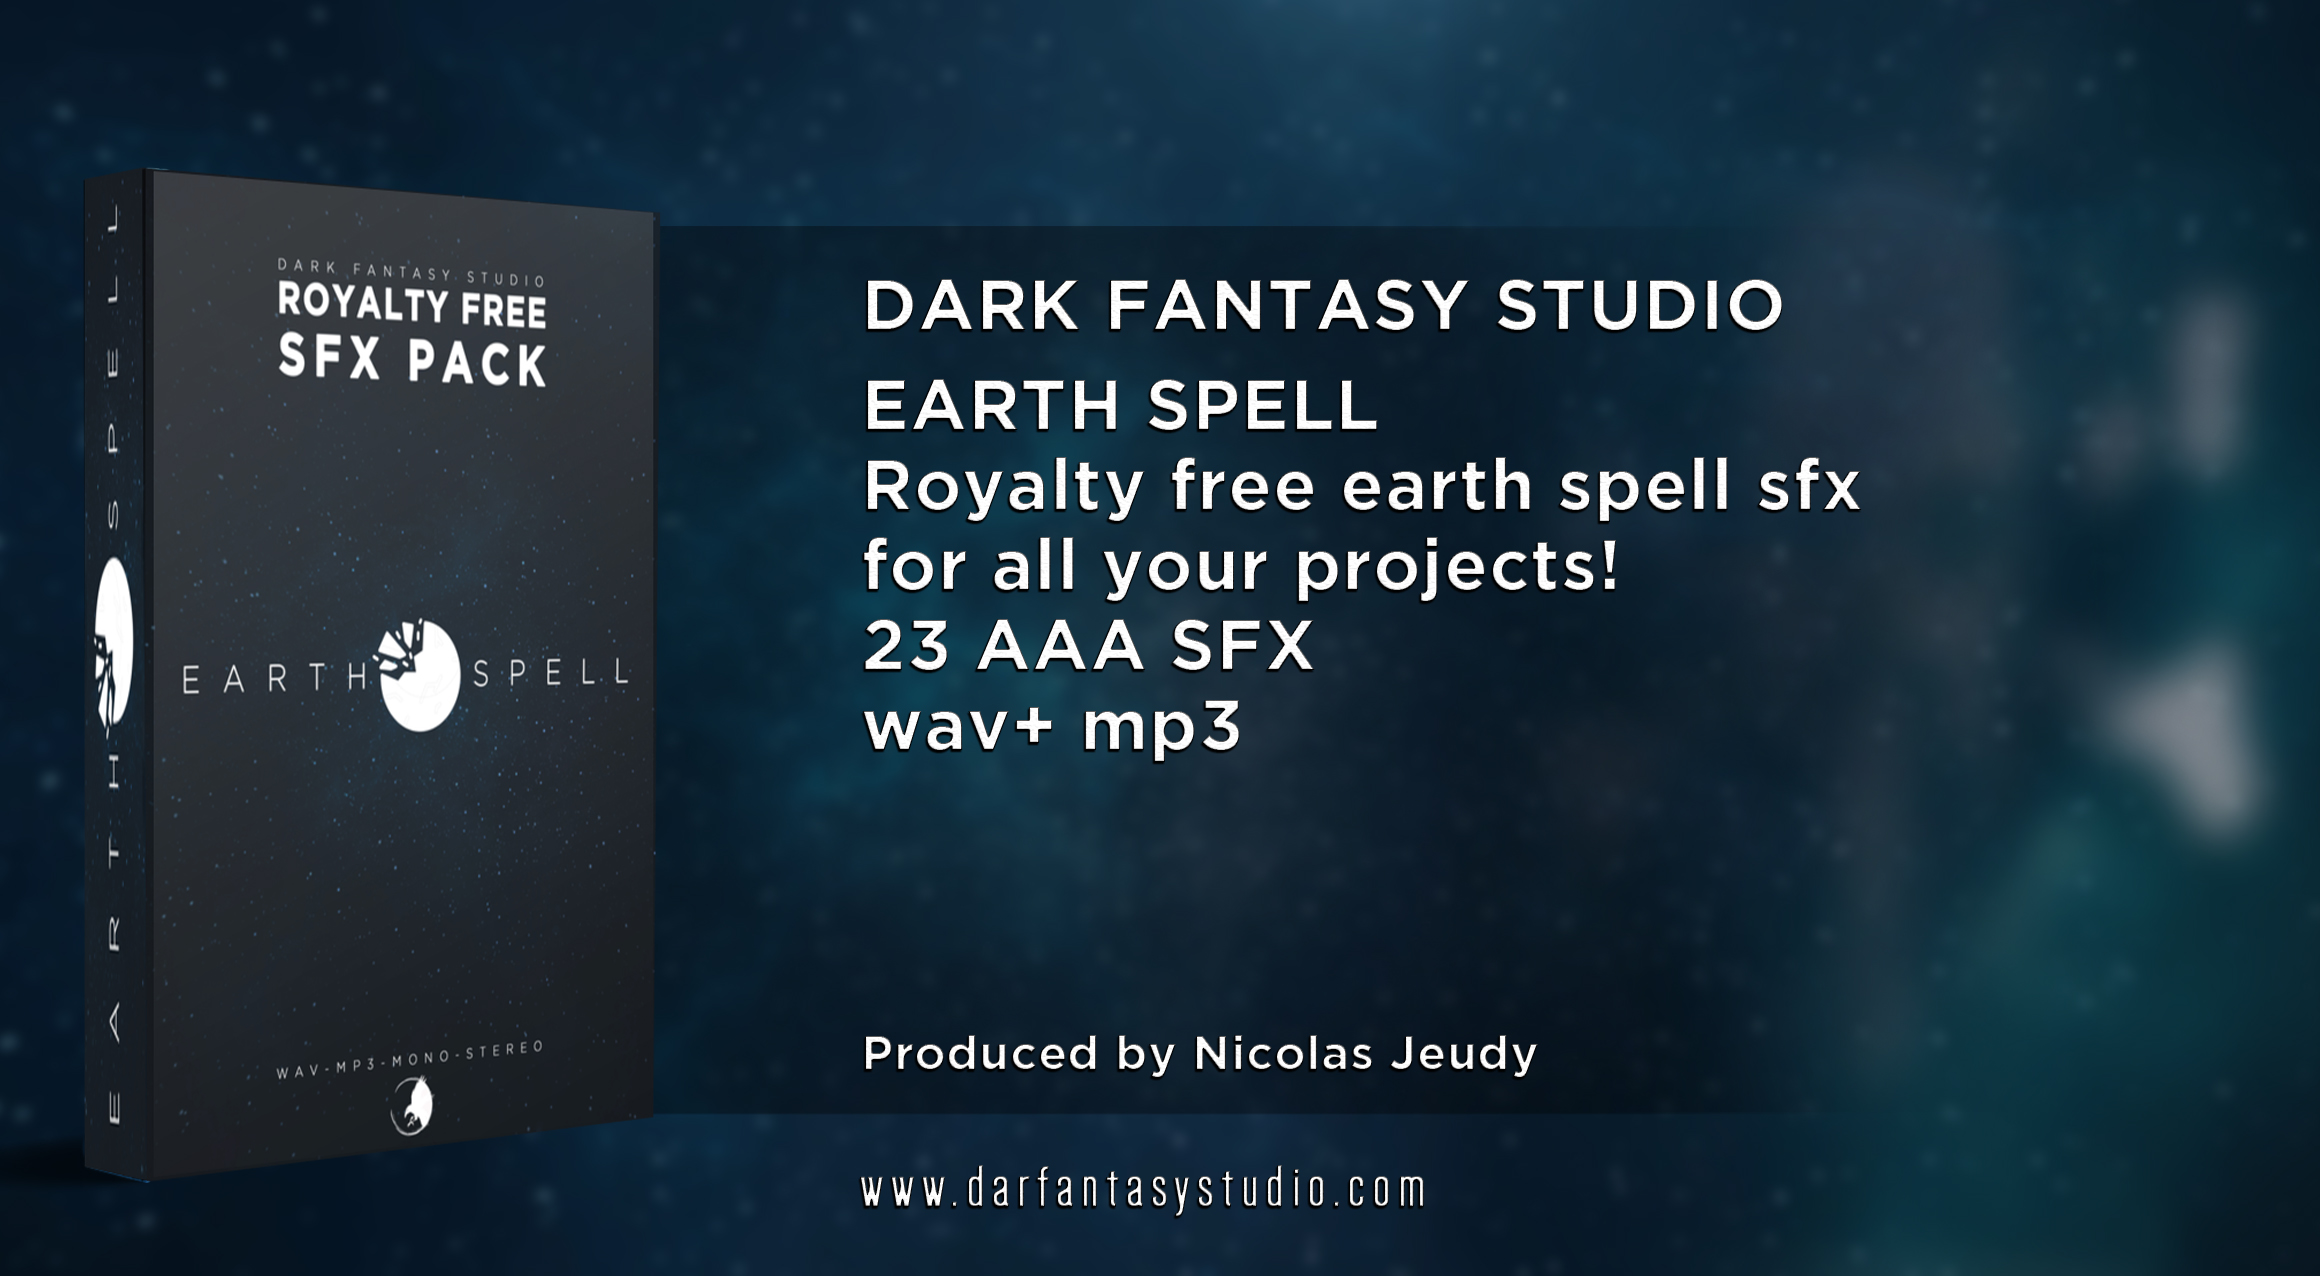 EARTH SPELL
DARK FANTASY STUDIO
ROYALTY FREE
SFX PACK
EARTH SPELL
WAV-MP3-MONO-STEREO
DARK FANTASY STUDIO
EARTH SPELL
Royalty free earth spell sfx
for all your projects!
23 AAA SFX
wav+ mp3
Produced by Nicolas Jeudy
www.darfantasystudio.com